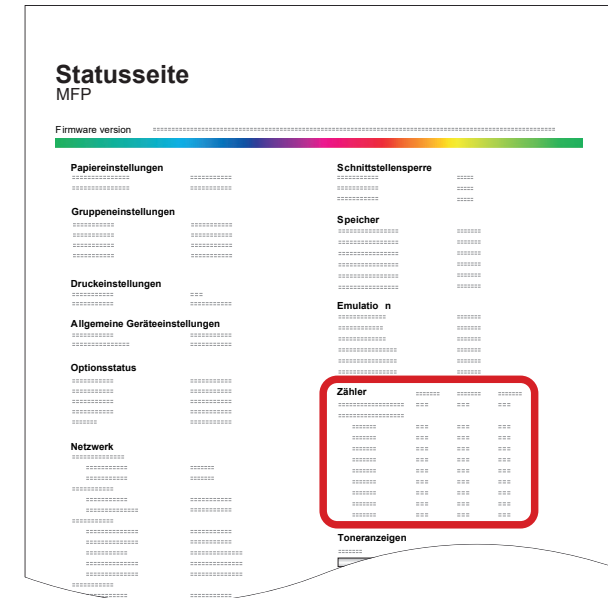 Statusseite
MFP
Firmware version
Papiereinstellungen
Gruppeneinstellungen
Druckeinstellungen
Allgemeine Geräteeinstellungen
Optionsstatus
Netzwerk
Schnittstellensperre
Speicher
Emulatio n
Zähler
Toneranzeigen